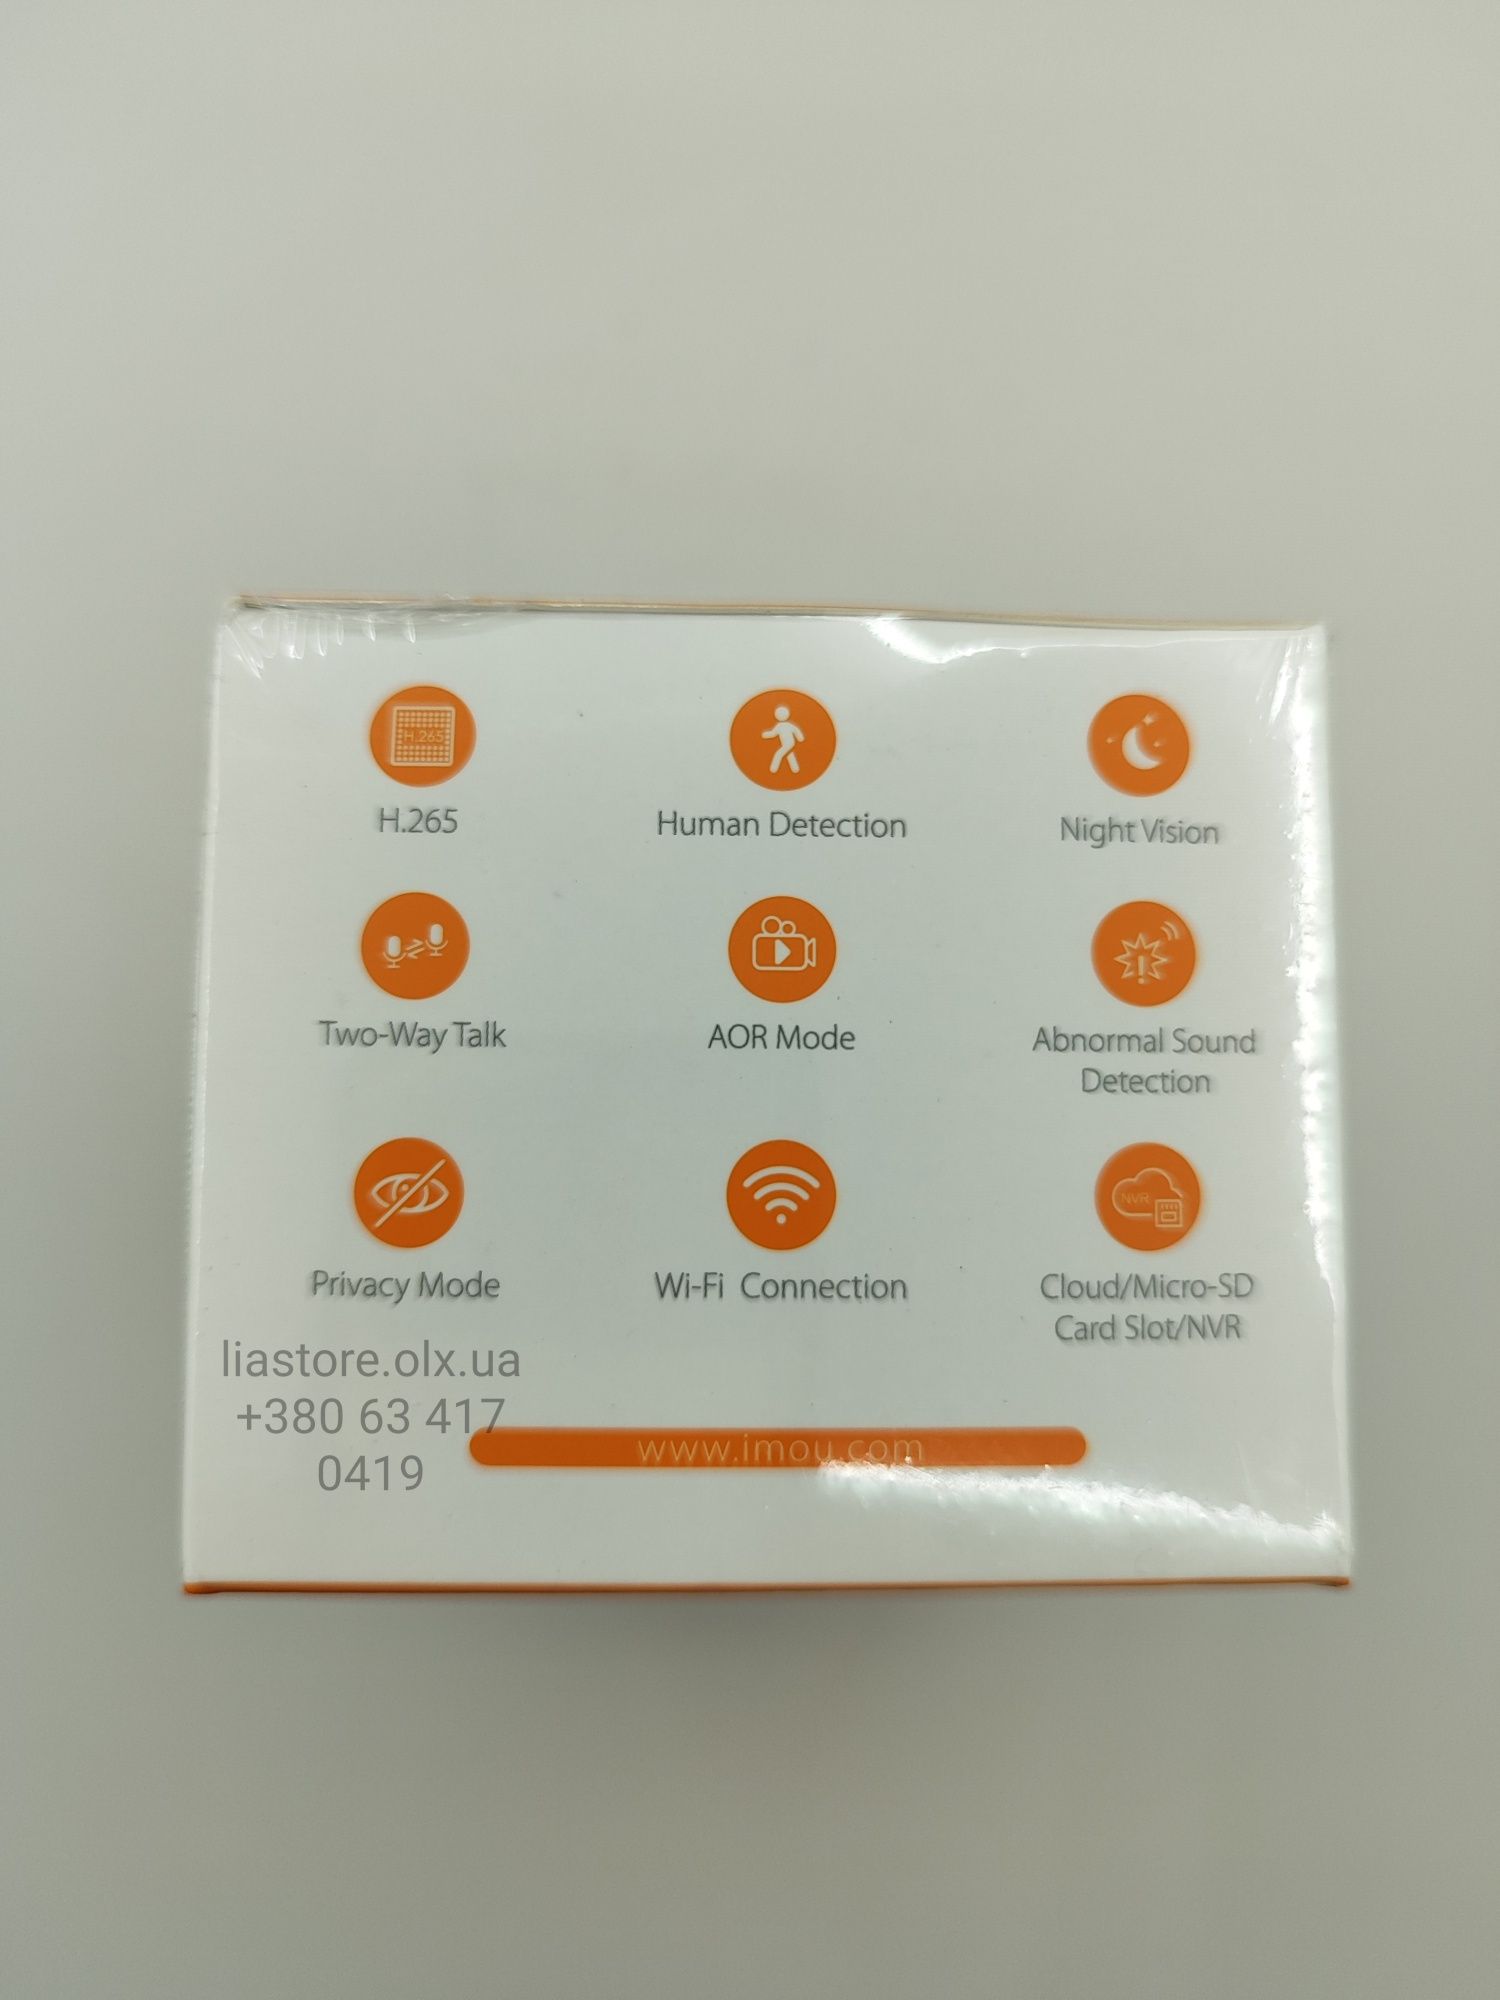 H.265
H.265
Human Detection
Night Vision
Two-Way Talk
AOR Mode
Abnormal Sound
Detection
Privacy Mode
Wi-Fi Connection
NVR
Cloud/Micro-SD
Card Slot/NVR
liastore.olx.ua
+380 63 417
0419
www.imou.com